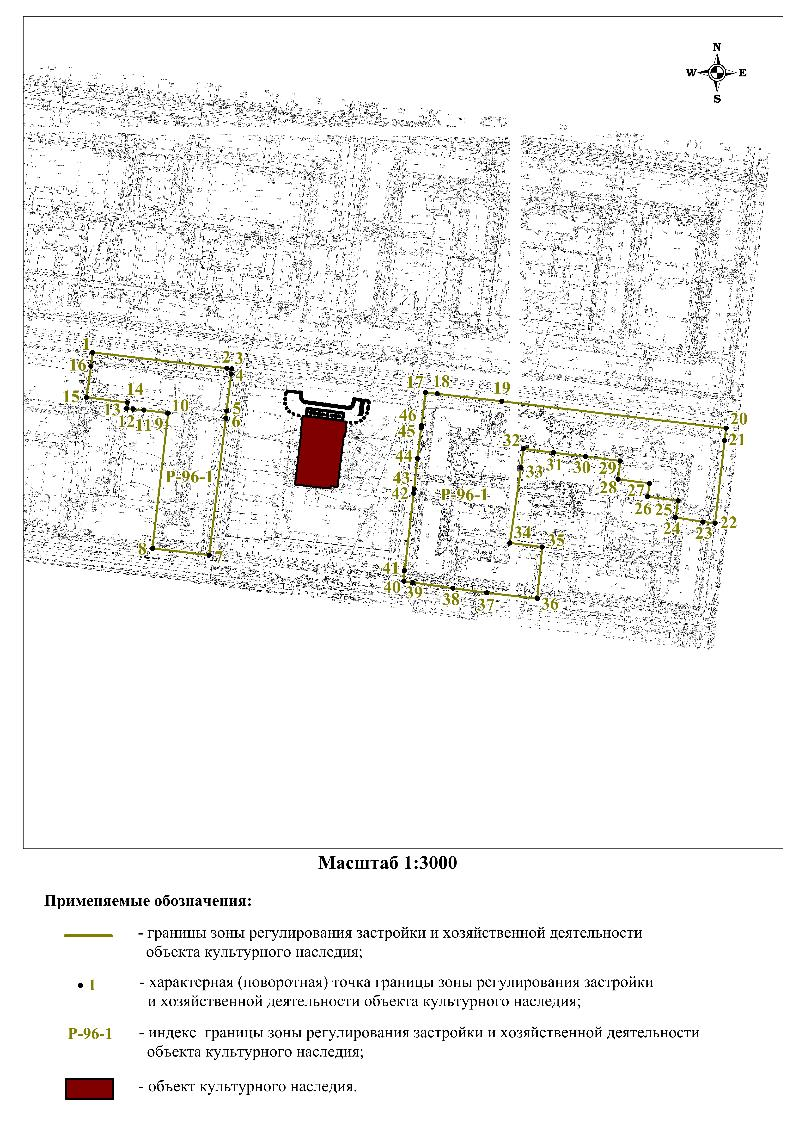 N
W E
S
1
2 3
4
16
15
14
13
12 11 9 10
5
6
Р-96-1
8
7
17 18
19
20
21
46
45
44
43
42
Р-96-1
32
33
31
30
29
28
27
26
25
24
23
22
34
35
41
40
39
38
37
36
Масштаб 1:3000
Применяемые обозначения:
- границы зоны регулирования застройки и хозяйственной деятельности
объекта культурного наследия;
1
- характерная (поворотная) точка границы зоны регулирования застройки
и хозяйственной деятельности объекта культурного наследия;
Р-96-1
- индекс границы зоны регулирования застройки и хозяйственной деятельности
объекта культурного наследия;
- объект культурного наследия.